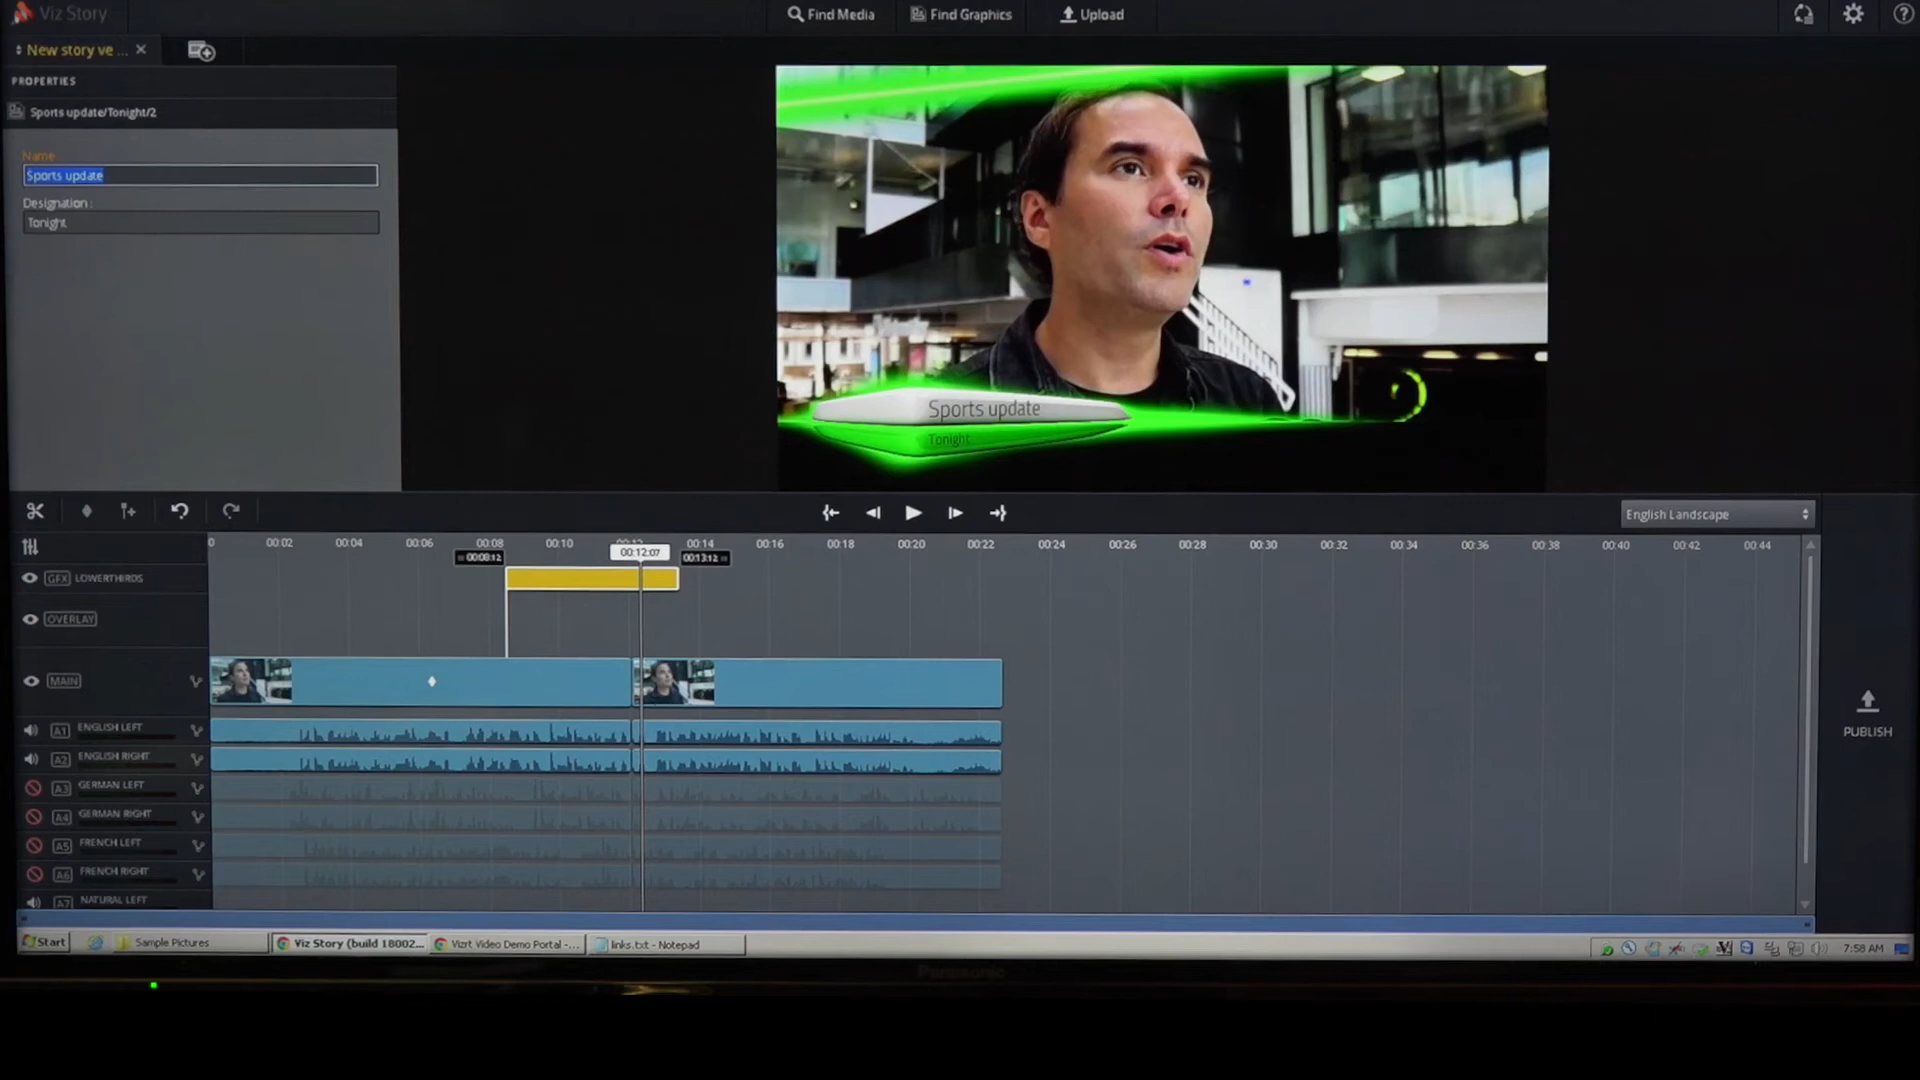 Viz Story
Find Media
Find Graphics
Upload
New story ve ...
PROPERTIES
Sports update/Tonight/2
Name
Sports update
Designation :
Tonight
Sports update
Tonight
English Landscape
0 00:02 00:04 00:06 00:08 00:10 00:12 00:14 00:16 00:18 00:20 00:22 00:24 00:26 00:28 00:30 00:32 00:34 00:36 00:38 00:40 00:42 00:44
00:08:12
00:12:07
00:13:12
GFX LOWERTHIRDS
OVERLAY
MAIN
A1 ENGLISH LEFT
A2 ENGLISH RIGHT
A3 GERMAN LEFT
A4 GERMAN RIGHT
A5 FRENCH LEFT
A6 FRENCH RIGHT
A7 NATURAL LEFT
PUBLISH
Start
Sample Pictures
Viz Story (build 18002...
Vizrt Video Demo Portal -...
links.txt - Notepad
7:58 AM
Panasonic